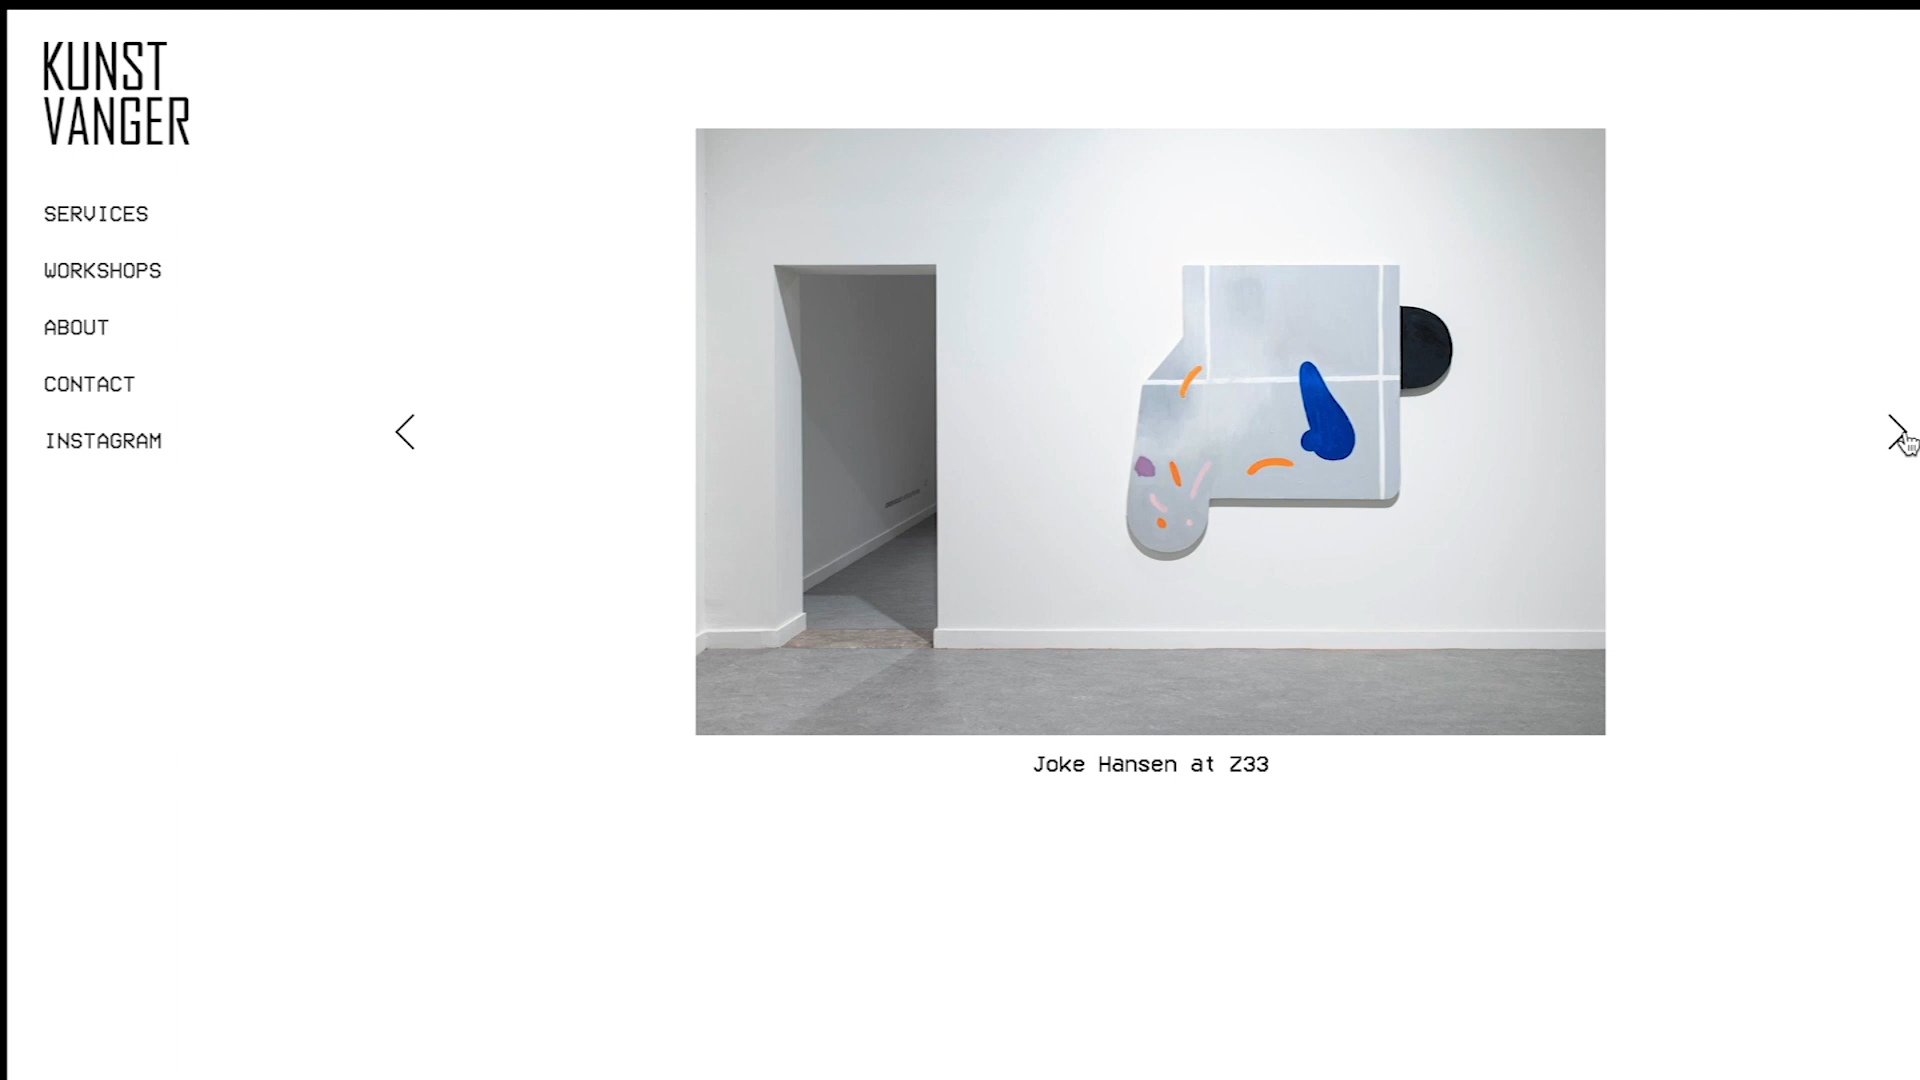 KUNST
VANGER
SERVICES
WORKSHOPS
ABOUT
CONTACT
INSTAGRAM
Joke Hansen at Z33